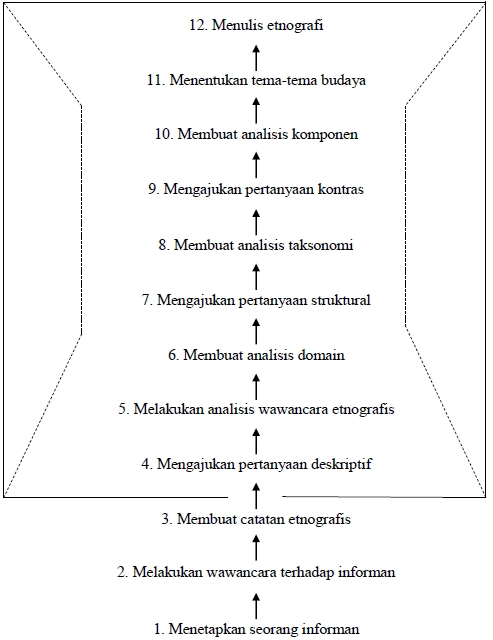 12. Menulis etnografi
11. Menentukan tema-tema budaya
10. Membuat analisis komponen
9. Mengajukan pertanyaan kontras
8. Membuat analisis taksonomi
7. Mengajukan pertanyaan struktural
6. Membuat analisis domain
5. Melakukan analisis wawancara etnografis
4. Mengajukan pertanyaan deskriptif
3. Membuat catatan etnografis
2. Melakukan wawancara terhadap informan
1. Menetapkan seorang informan